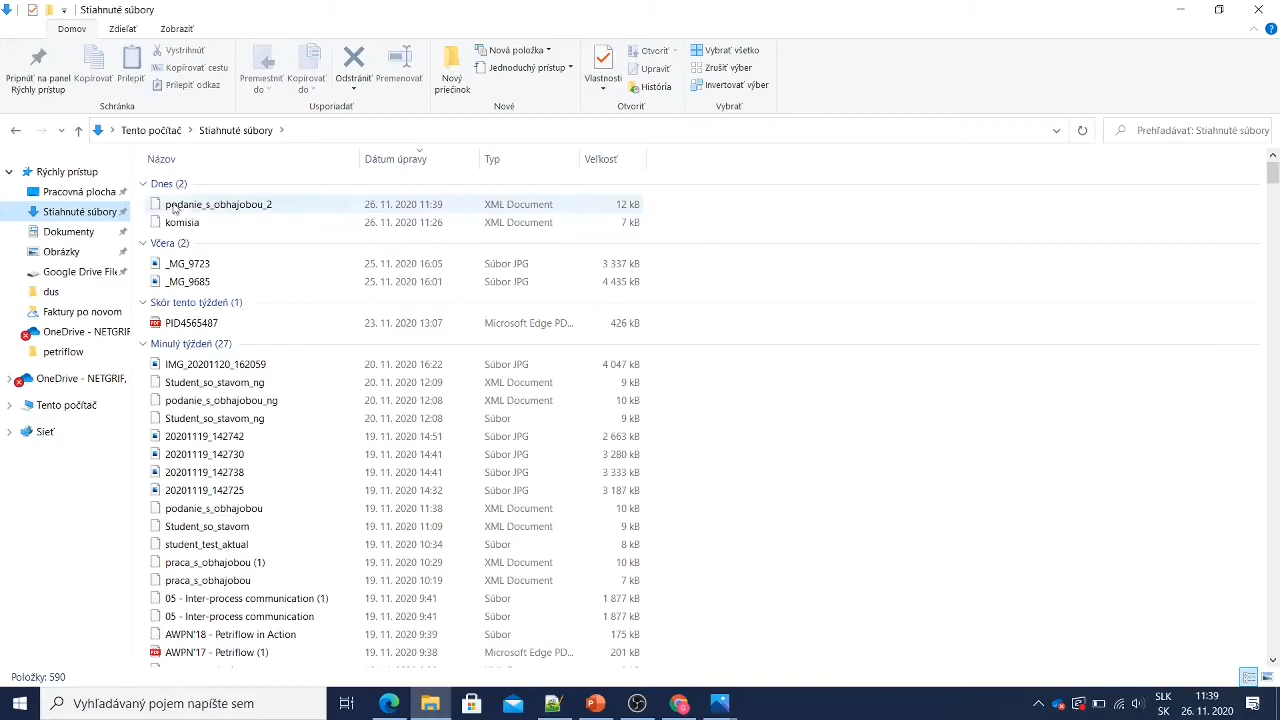 Stiahnuté súbory
Domov Zdieľať Zobraziť
Pripnúť na panel Rýchly prístup
Kopírovať
Prilepiť
Vystrihnúť
Kopírovať cestu
Prilepiť odkaz
Schránka
Premiestniť do
Kopírovať do
Odstrániť
Premenovať
Usporiadať
Nový priečinok
Nová položka
Jednoduchý prístup
Nové
Vlastnosti
Otvoriť
Upraviť
História
Otvoriť
Vybrať všetko
Zrušiť výber
Invertovať výber
Vybrať
Tento počítač > Stiahnuté súbory >
Prehľadávať: Stiahnuté súbory
Rýchly prístup
Pracovná plocha
Stiahnuté súbory
Dokumenty
Obrázky
Google Drive File
dus
Faktury po novom
OneDrive - NETGRIF
petriflow
OneDrive - NETGRIF,
Tento počítač
Sieť
Názov Dátum úpravy Typ Veľkosť
Dnes (2)
podanie_s_obhajobou_2 26. 11. 2020 11:39 XML Document 12 kB
komisia 26. 11. 2020 11:26 XML Document 7 kB
Včera (2)
_MG_9723 25. 11. 2020 16:05 Súbor JPG 3 337 kB
_MG_9685 25. 11. 2020 16:01 Súbor JPG 4 435 kB
Skôr tento týždeň (1)
PID4565487 23. 11. 2020 13:07 Microsoft Edge PD... 426 kB
Minulý týždeň (27)
IMG_20201120_162059 20. 11. 2020 16:22 Súbor JPG 4 047 kB
Student_so_stavom_ng 20. 11. 2020 12:09 XML Document 9 kB
podanie_s_obhajobou_ng 20. 11. 2020 12:08 XML Document 10 kB
Student_so_stavom_ng 20. 11. 2020 12:08 Súbor 9 kB
20201119_142742 19. 11. 2020 14:51 Súbor JPG 2 663 kB
20201119_142730 19. 11. 2020 14:41 Súbor JPG 3 280 kB
20201119_142738 19. 11. 2020 14:41 Súbor JPG 3 333 kB
20201119_142725 19. 11. 2020 14:32 Súbor JPG 3 187 kB
podanie_s_obhajobou 19. 11. 2020 11:38 XML Document 10 kB
Student_so_stavom 19. 11. 2020 11:09 XML Document 9 kB
student_test_aktual 19. 11. 2020 10:34 Súbor 8 kB
praca_s_obhajobou (1) 19. 11. 2020 10:29 XML Document 10 kB
praca_s_obhajobou 19. 11. 2020 10:19 XML Document 7 kB
05 - Inter-process communication (1) 19. 11. 2020 9:41 Súbor 1 877 kB
05 - Inter-process communication 19. 11. 2020 9:41 Súbor 1 877 kB
AWPN'18 - Petriflow in Action 19. 11. 2020 9:39 Súbor 175 kB
AWPN'17 - Petriflow (1) 19. 11. 2020 9:38 Microsoft Edge PD... 201 kB
Položky: 590
Vyhľadávaný pojem napíšte sem
SLK 11:39
SK 26. 11. 2020